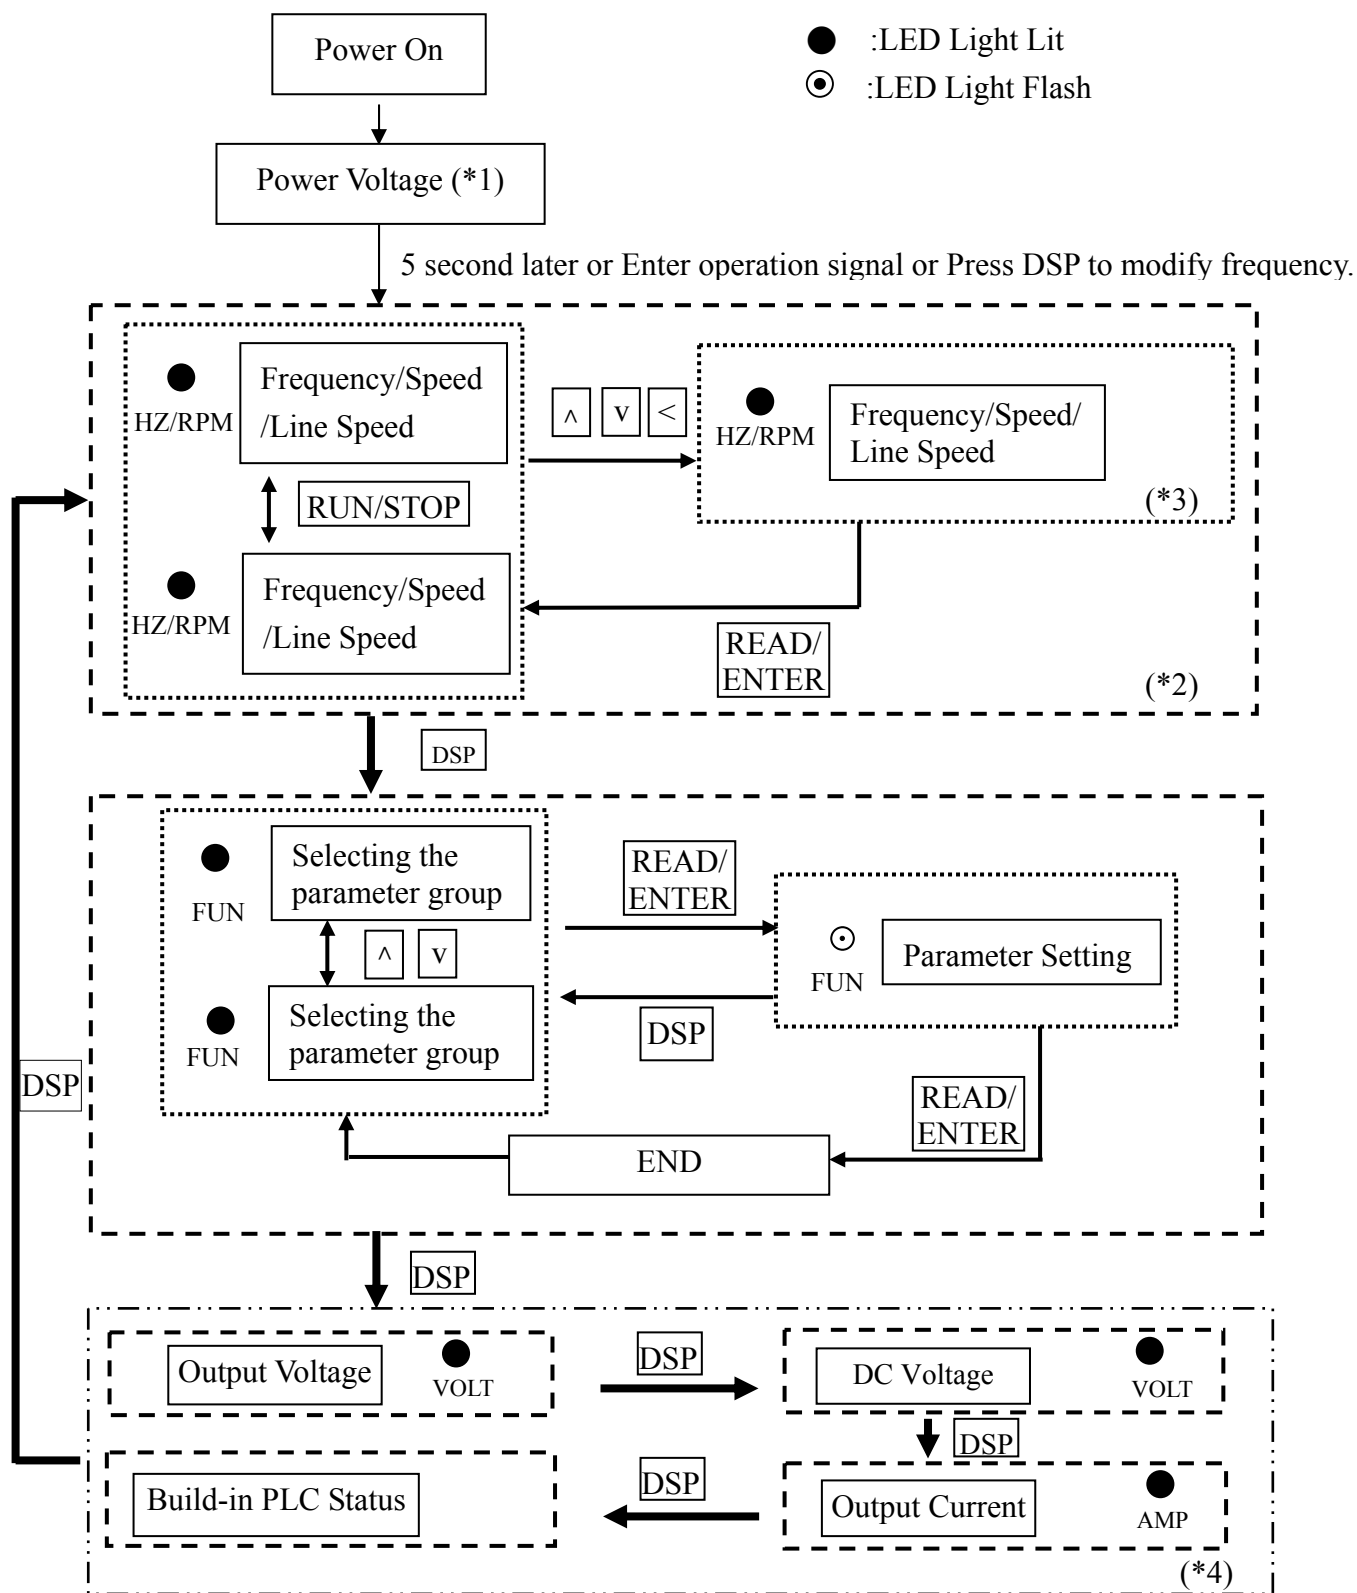 Power On
:LED Light Lit
:LED Light Flash
Power Voltage (*1)
5 second later or Enter operation signal or Press DSP to modify frequency.
HZ/RPM
Frequency/Speed
/Line Speed
^
v
<
HZ/RPM
Frequency/Speed/
Line Speed
(*3)
RUN/STOP
HZ/RPM
Frequency/Speed
/Line Speed
READ/
ENTER
(*2)
DSP
FUN
Selecting the
parameter group
READ/
ENTER
^
v
FUN
Parameter Setting
FUN
Selecting the
parameter group
DSP
DSP
READ/
ENTER
END
DSP
Output Voltage
VOLT
DSP
DC Voltage
VOLT
DSP
Build-in PLC Status
DSP
Output Current
AMP
(*4)